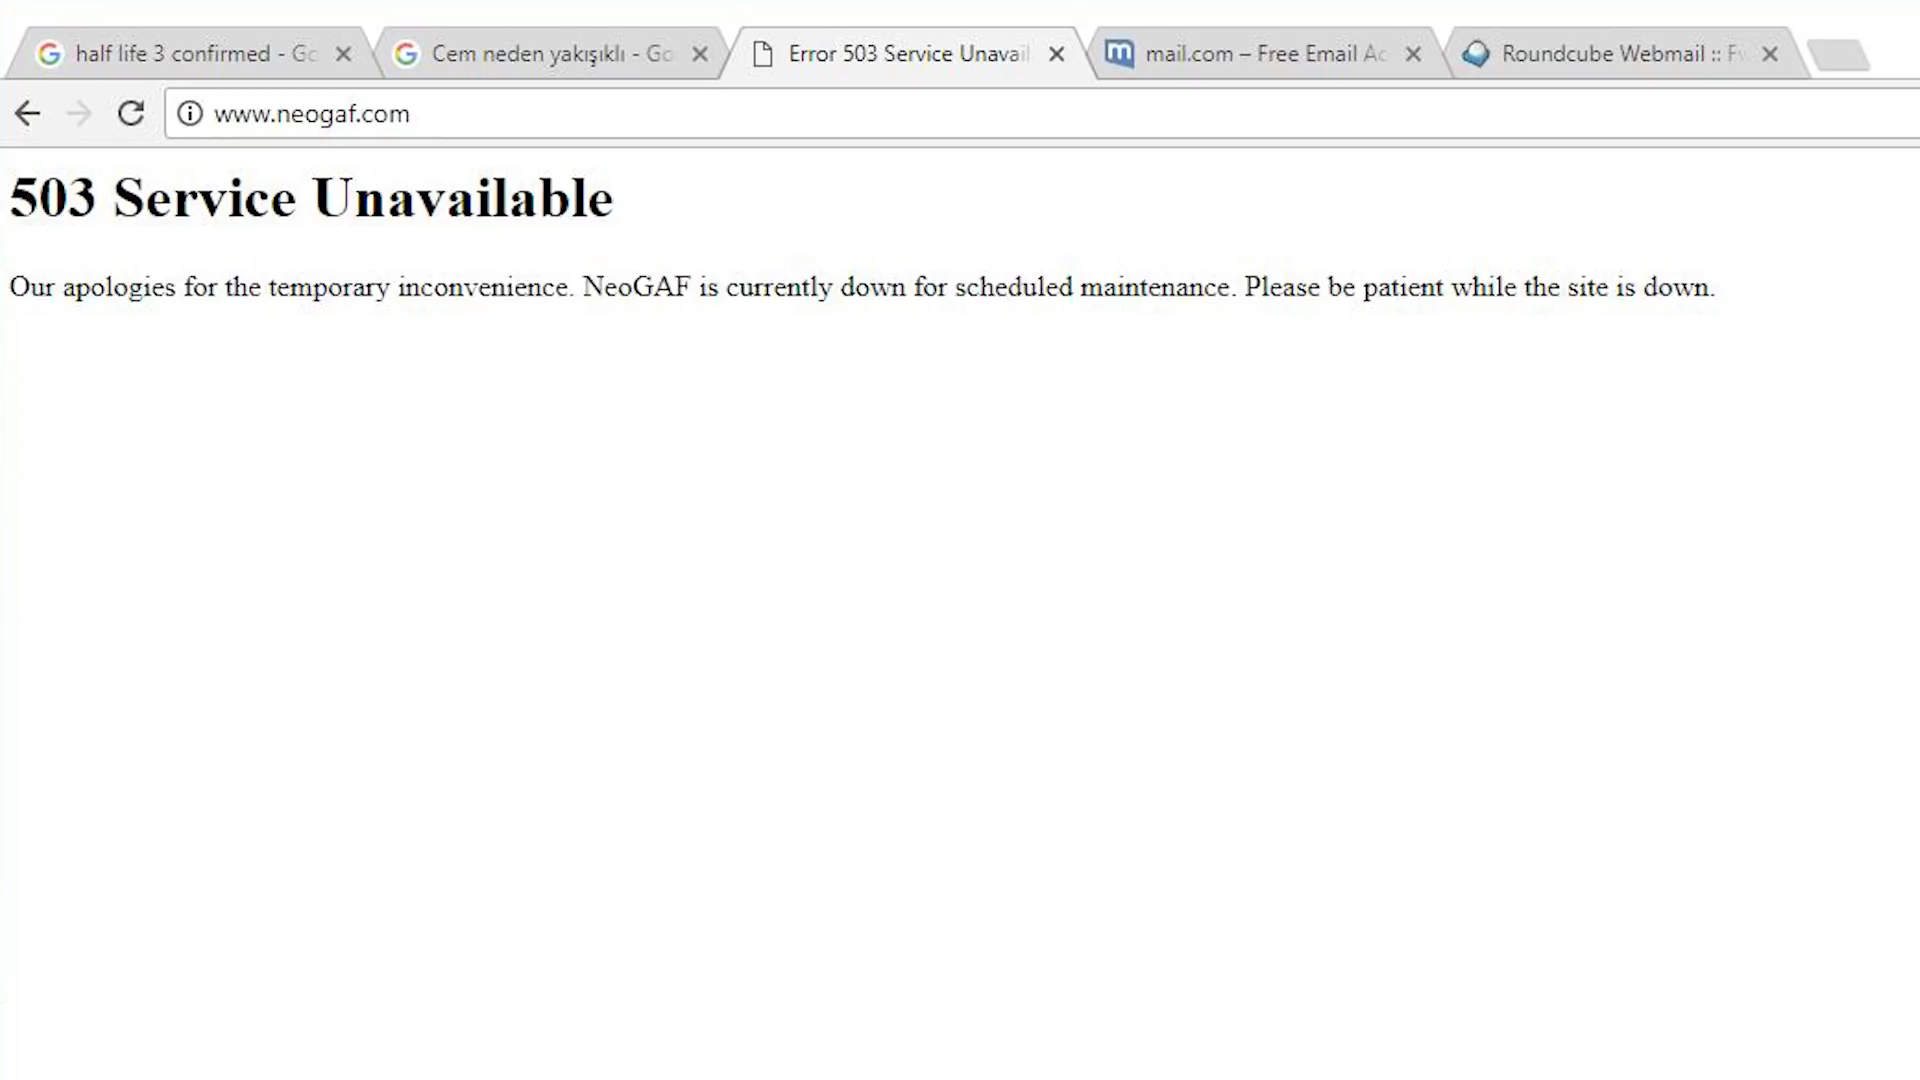 half life 3 confirmed - Go
Cem neden yakışıklı - Go
Error 503 Service Unavail
mail.com – Free Email Ac
Roundcube Webmail :: Fw
www.neogaf.com
503 Service Unavailable
Our apologies for the temporary inconvenience. NeoGAF is currently down for scheduled maintenance. Please be patient while the site is down.